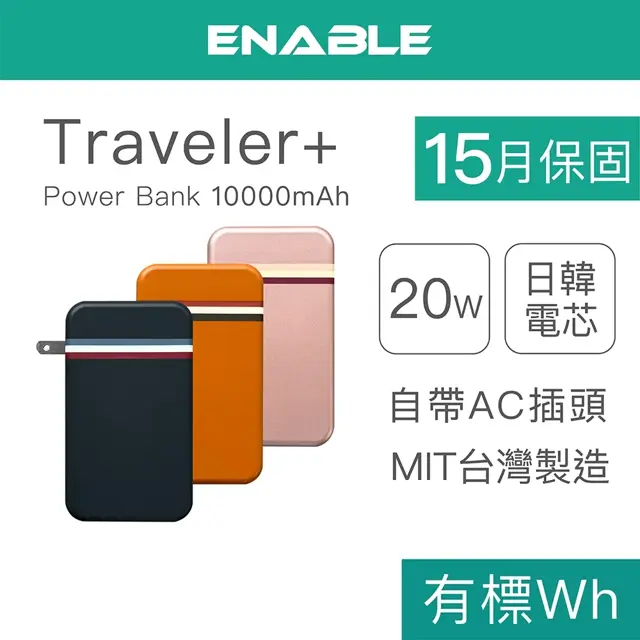 ENABLE
Traveler+
Power Bank 10000mAh
15月保固
20W
日韓
電芯
自帶AC插頭
MIT台灣製造
有標Wh